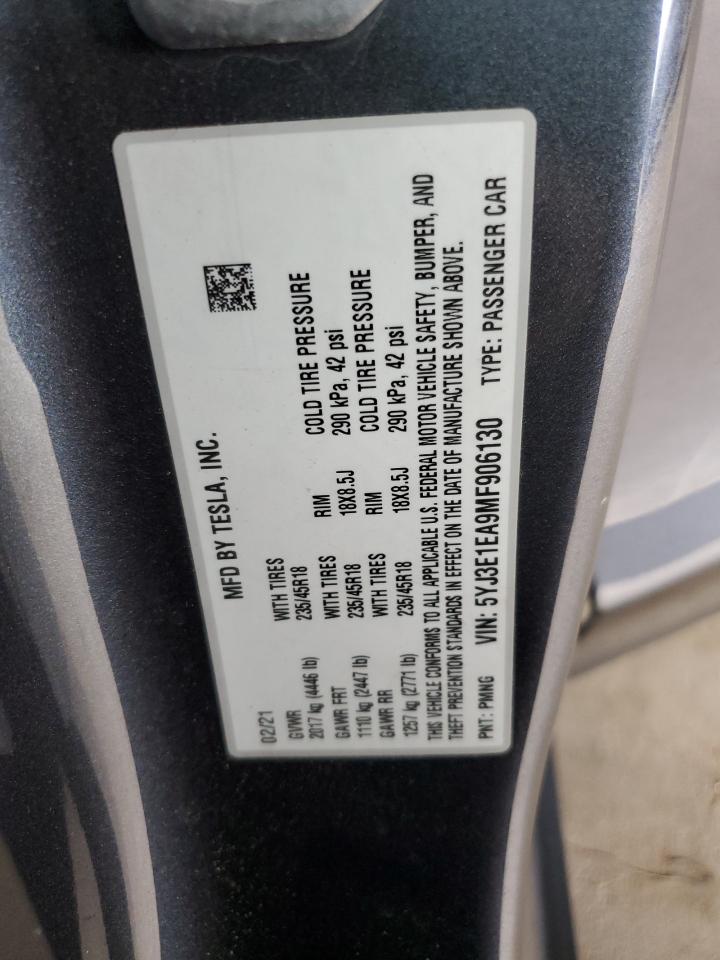 MFD BY TESLA, INC.
02/21
GVWR WITH TIRES RIM COLD TIRE PRESSURE
2017 kg (4446 lb) 235/45R18 18X8.5J 290 kPa, 42 psi
GAWR FRT WITH TIRES RIM COLD TIRE PRESSURE
1110 kg (2447 lb) 235/45R18 18X8.5J 290 kPa, 42 psi
GAWR RR WITH TIRES
1257 kg (2771 lb) 235/45R18
THIS VEHICLE CONFORMS TO ALL APPLICABLE U.S. FEDERAL MOTOR VEHICLE SAFETY, BUMPER, AND
THEFT PREVENTION STANDARDS IN EFFECT ON THE DATE OF MANUFACTURE SHOWN ABOVE.
PNT: PMNG VIN: 5YJ3E1EA9MF906130 TYPE: PASSENGER CAR